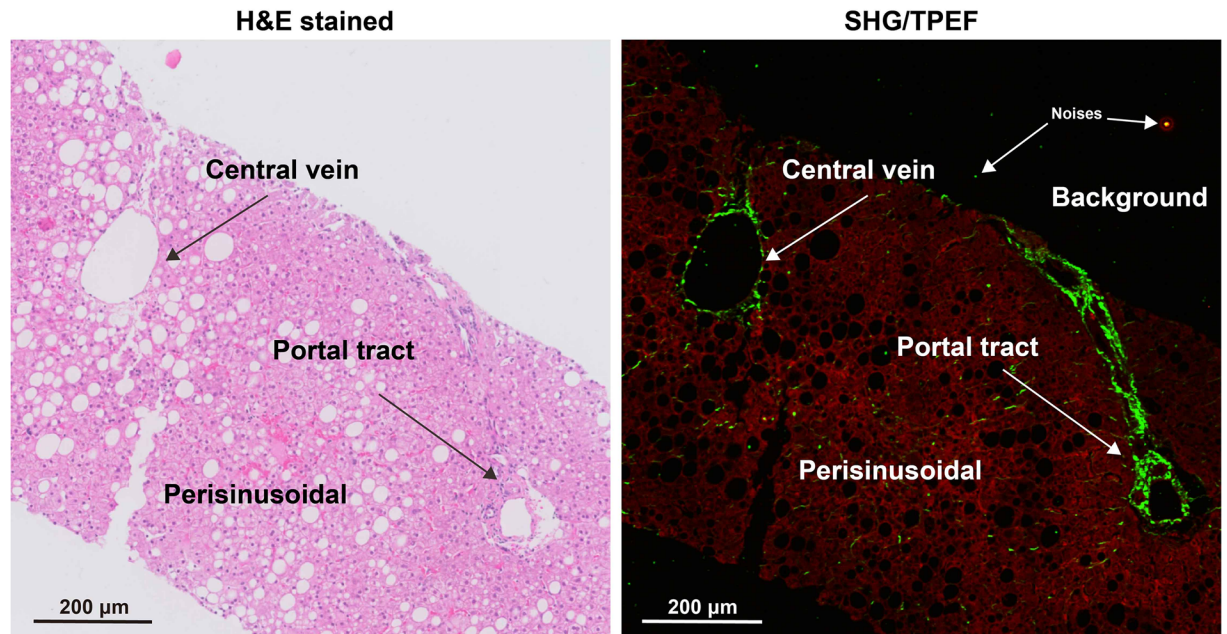 H&E stained
Central vein
Portal tract
Perisinusoidal
200 µm
SHG/TPEF
Noises
Central vein
Background
Portal tract
Perisinusoidal
200 µm